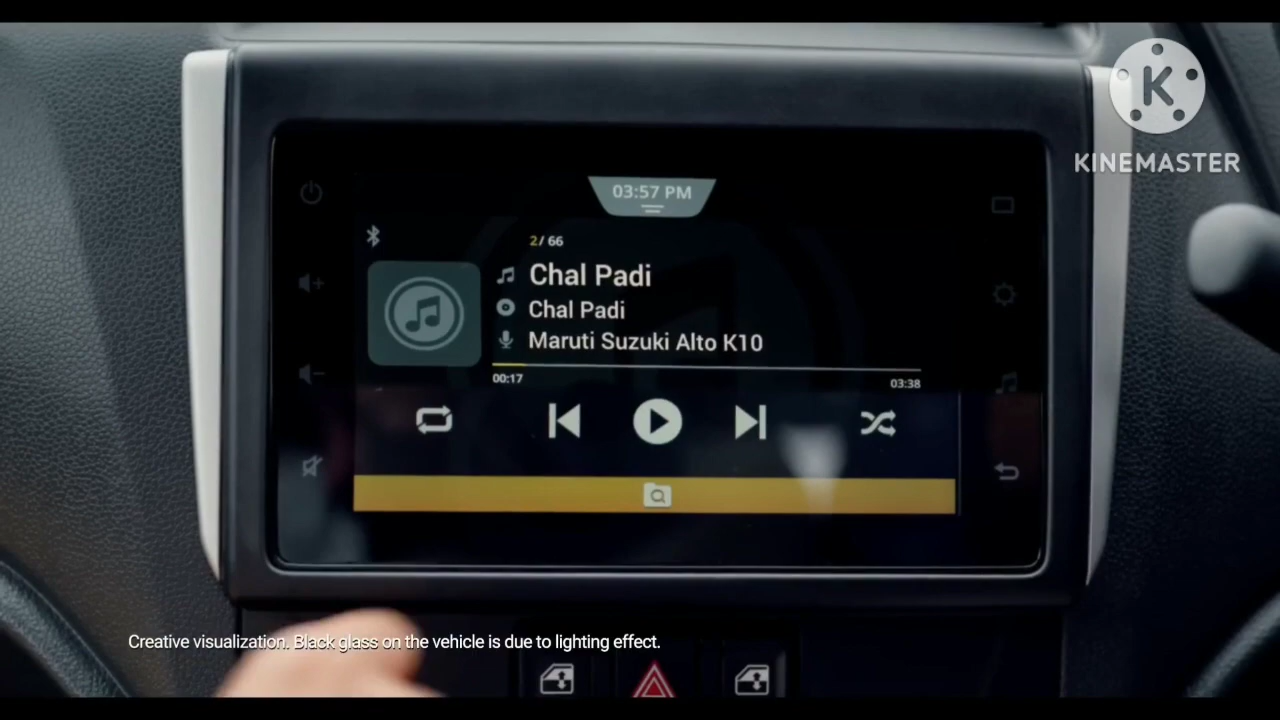 K
KINEMASTER
03:57 PM
2/ 66
Chal Padi
Chal Padi
Maruti Suzuki Alto K10
00:17
03:38
Creative visualization. Black glass on the vehicle is due to lighting effect.